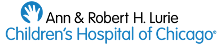 Ann & Robert H. Lurie
Children's Hospital of Chicago®